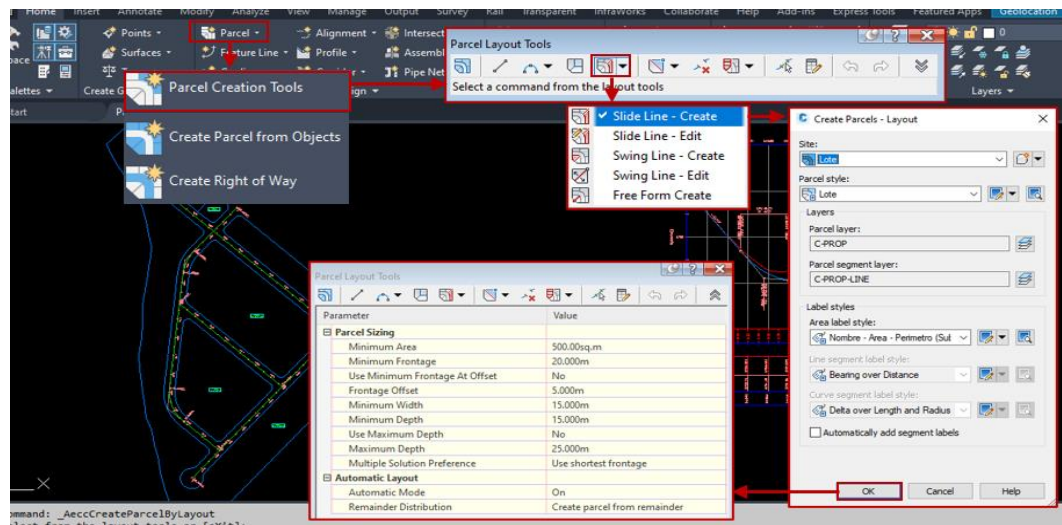 Home Insert Annotate Modify Analyze View Manage Output Survey Rail Transparent InfraWorks Collaborate Help Add-ins Express Tools Featured Apps Geolocation
Points
Parcel
Alignment
Intersect
Surfaces
Feature Line
Profile
Assembl
Pipe Net
Create G
sign
Layers
tart
Parcel Creation Tools
Create Parcel from Objects
Create Right of Way
Parcel Layout Tools
Select a command from the layout tools
Slide Line - Create
Slide Line - Edit
Swing Line - Create
Swing Line - Edit
Free Form Create
Create Parcels - Layout
Site:
Lote
Parcel style:
Lote
Layers
Parcel layer:
C-PROP
Parcel segment layer:
C-PROP-LINE
Label styles
Area label style:
Nombre - Area - Perimetro (Sul
Line segment label style:
Bearing over Distance
Curve segment label style:
Delta over Length and Radius
Automatically add segment labels
OK Cancel Help
Parcel Layout Tools
Parameter Value
Parcel Sizing
Minimum Area 500.00sq.m
Minimum Frontage 20.000m
Use Minimum Frontage At Offset No
Frontage Offset 5.000m
Minimum Width 15.000m
Minimum Depth 15.000m
Use Maximum Depth No
Maximum Depth 25.000m
Multiple Solution Preference Use shortest frontage
Automatic Layout
Automatic Mode On
Remainder Distribution Create parcel from remainder
ommand: _AeccCreateParcelByLayout